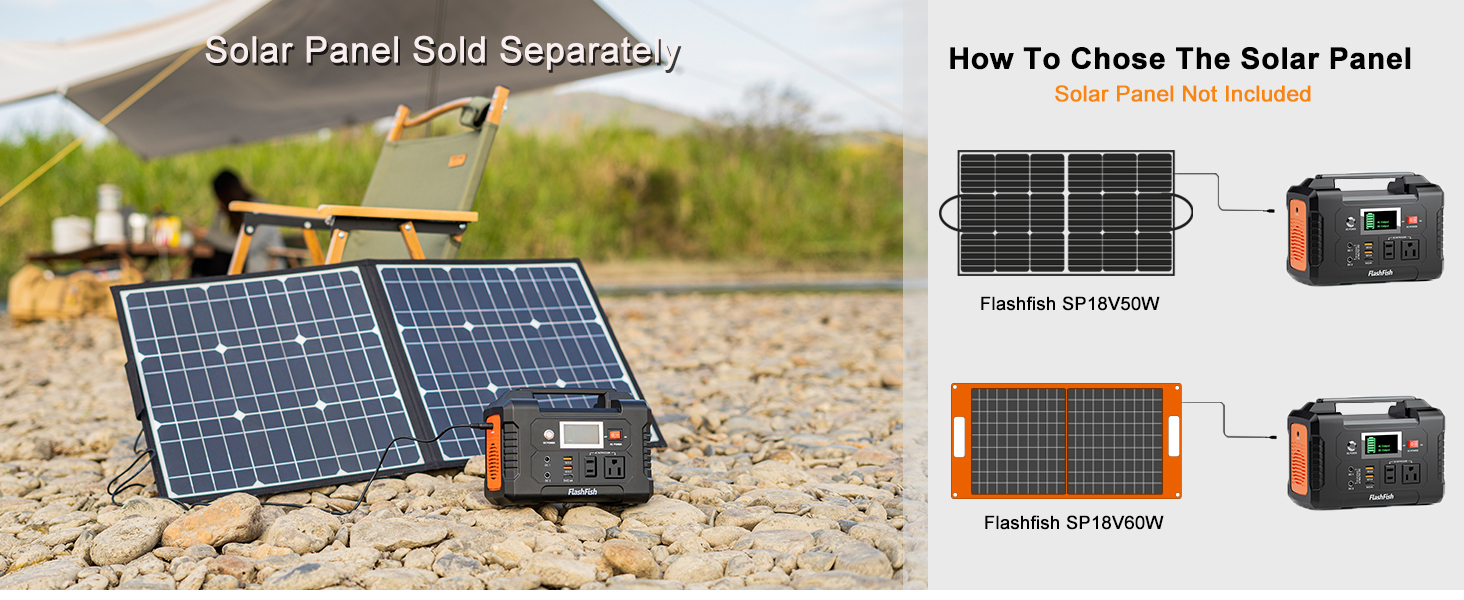 Solar Panel Sold Separately
FlashFish
How To Chose The Solar Panel
Solar Panel Not Included
FlashFish
Flashfish SP18V50W
FlashFish
Flashfish SP18V60W